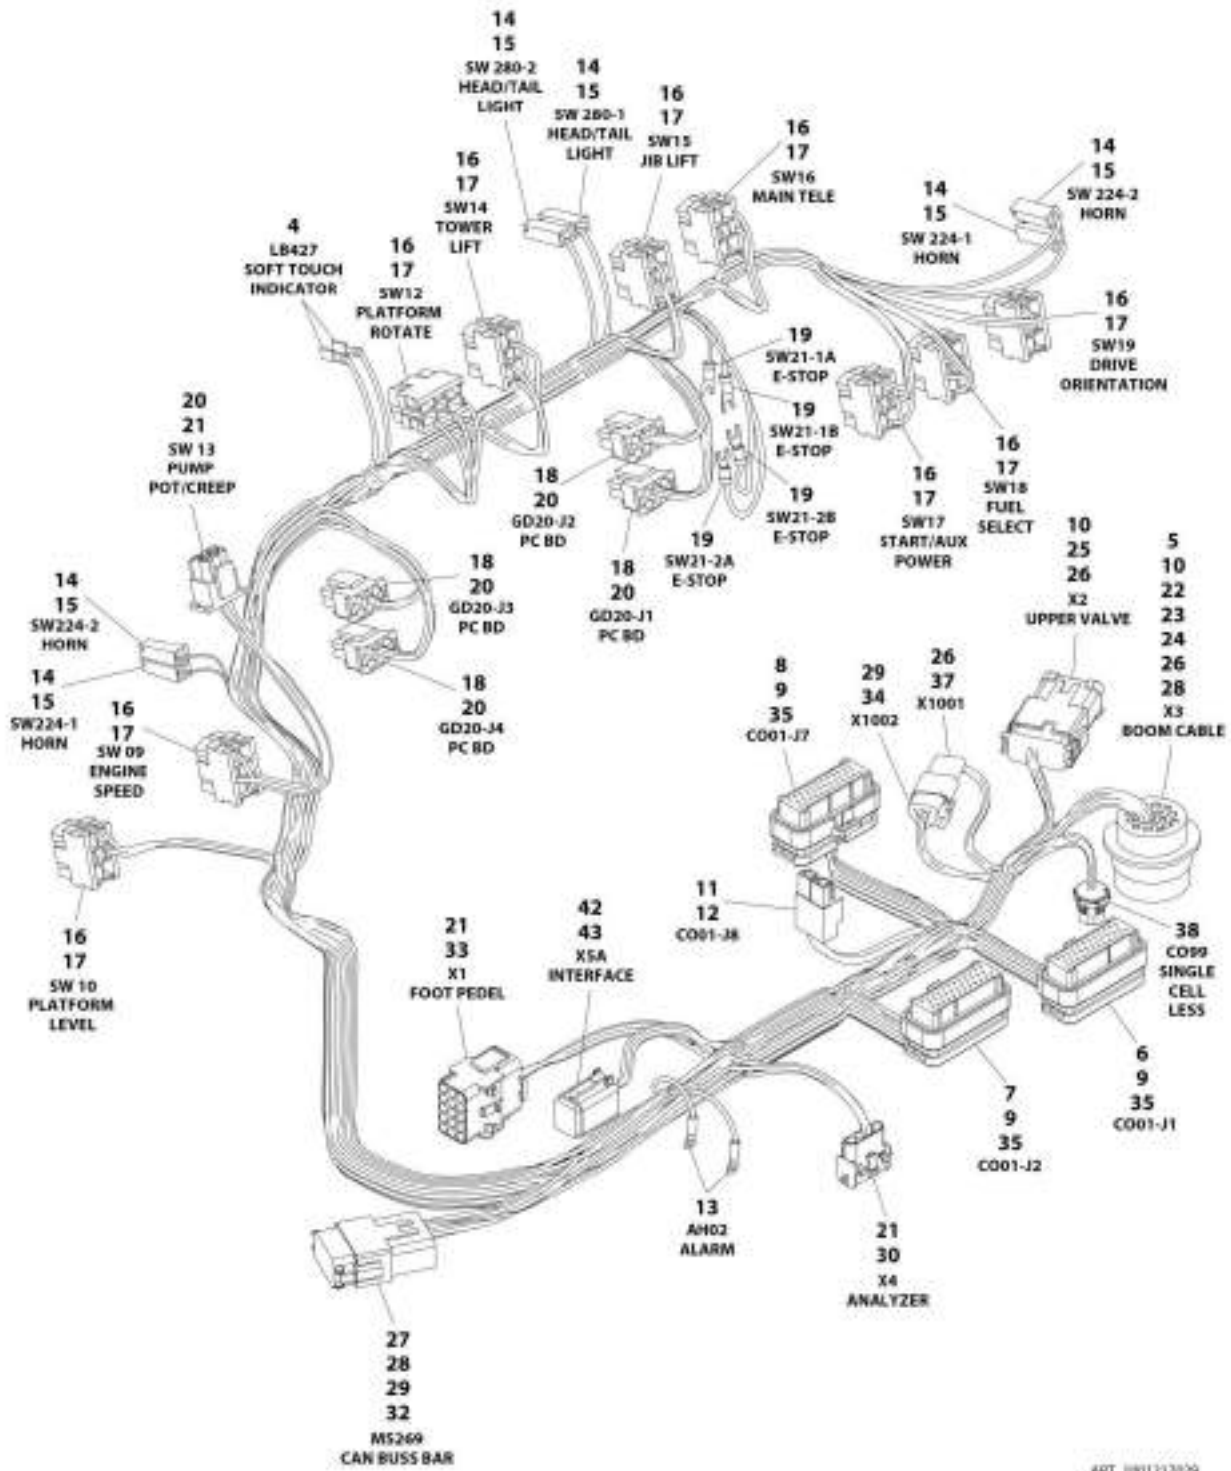 14
15
SW 280-2
HEAD/TAIL
LIGHT
14
15
SW 280-1
HEAD/TAIL
LIGHT
16
17
SW15
JIB LIFT
16
17
SW16
MAIN TELE
14
15
SW 224-2
HORN
14
15
SW 224-1
HORN
16
17
SW14
TOWER
LIFT
4
LB427
SOFT TOUCH
INDICATOR
16
17
SW12
PLATFORM
ROTATE
16
17
SW19
DRIVE
ORIENTATION
19
SW21-1A
E-STOP
19
SW21-1B
E-STOP
20
21
SW 13
PUMP
POT/CREEP
18
20
GD20-J2
PC BD
19
SW21-2B
E-STOP
19
SW21-2A
E-STOP
16
17
SW17
START/AUX
POWER
16
17
SW18
FUEL
SELECT
18
20
GD20-J3
PC BD
18
20
GD20-J1
PC BD
10
25
26
X2
UPPER VALVE
5
10
22
23
24
26
28
X3
BOOM CABLE
14
15
SW224-2
HORN
14
15
SW224-1
HORN
16
17
SW 09
ENGINE
SPEED
18
20
GD20-J4
PC BD
8
9
35
CO01-J7
29
34
X1002
26
37
X1001
11
12
CO01-J8
16
17
SW 10
PLATFORM
LEVEL
21
33
X1
FOOT PEDEL
42
43
X5A
INTERFACE
38
CO99
SINGLE
CELL
LESS
6
9
35
CO01-J1
7
9
35
CO01-J2
13
AH02
ALARM
21
30
X4
ANALYZER
27
28
29
32
MS269
CAN BUSS BAR